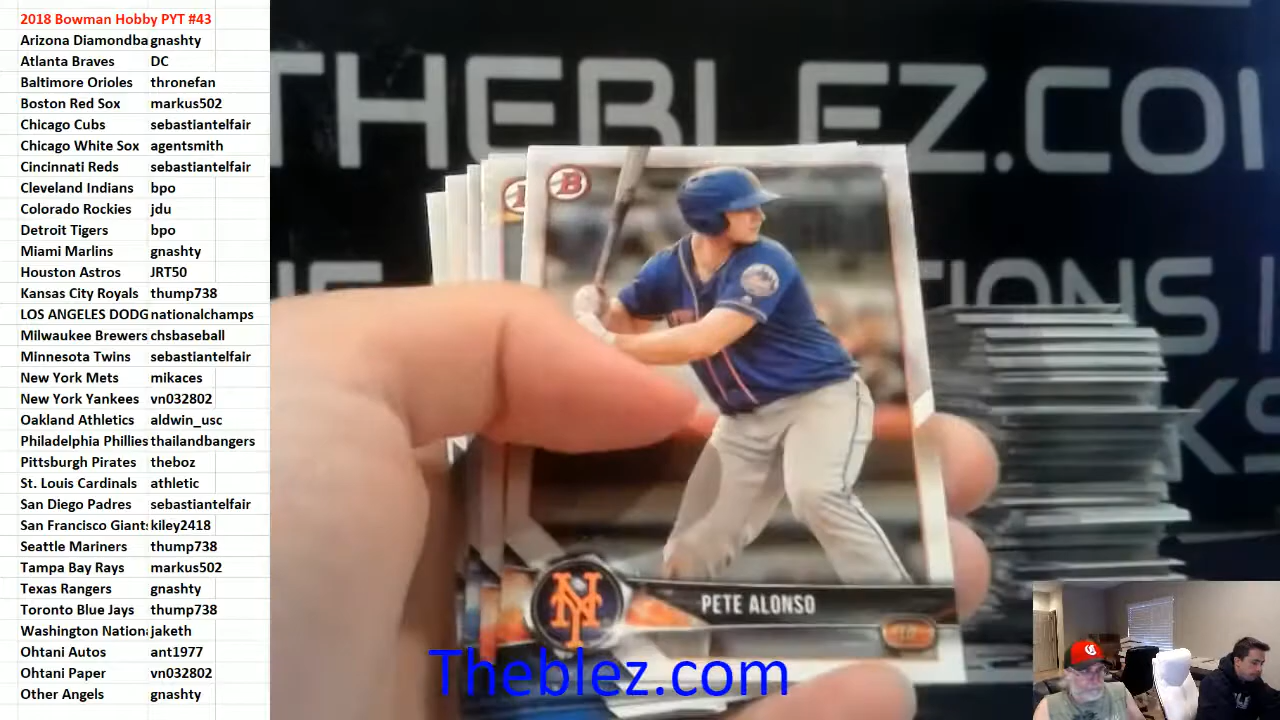 2018 Bowman Hobby PYT #43
Arizona Diamondba gnashty
Atlanta Braves DC
Baltimore Orioles thronefan
Boston Red Sox markus502
Chicago Cubs sebastiantelfair
Chicago White Sox agentsmith
Cincinnati Reds sebastiantelfair
Cleveland Indians bpo
Colorado Rockies jdu
Detroit Tigers bpo
Miami Marlins gnashty
Houston Astros JRT50
Kansas City Royals thump738
LOS ANGELES DODG nationalchamps
Milwaukee Brewers chsbaseball
Minnesota Twins sebastiantelfair
New York Mets mikaces
New York Yankees vn032802
Oakland Athletics aldwin_usc
Philadelphia Phillies thailandbangers
Pittsburgh Pirates theboz
St. Louis Cardinals athletic
San Diego Padres sebastiantelfair
San Francisco Giant kiley2418
Seattle Mariners thump738
Tampa Bay Rays markus502
Texas Rangers gnashty
Toronto Blue Jays thump738
Washington Nation jaketh
Ohtani Autos ant1977
Ohtani Paper vn032802
Other Angels gnashty
THEBLEZ.CO
TIONS I
KS
B
NY
PETE ALONSO
1B
Theblez.com
C